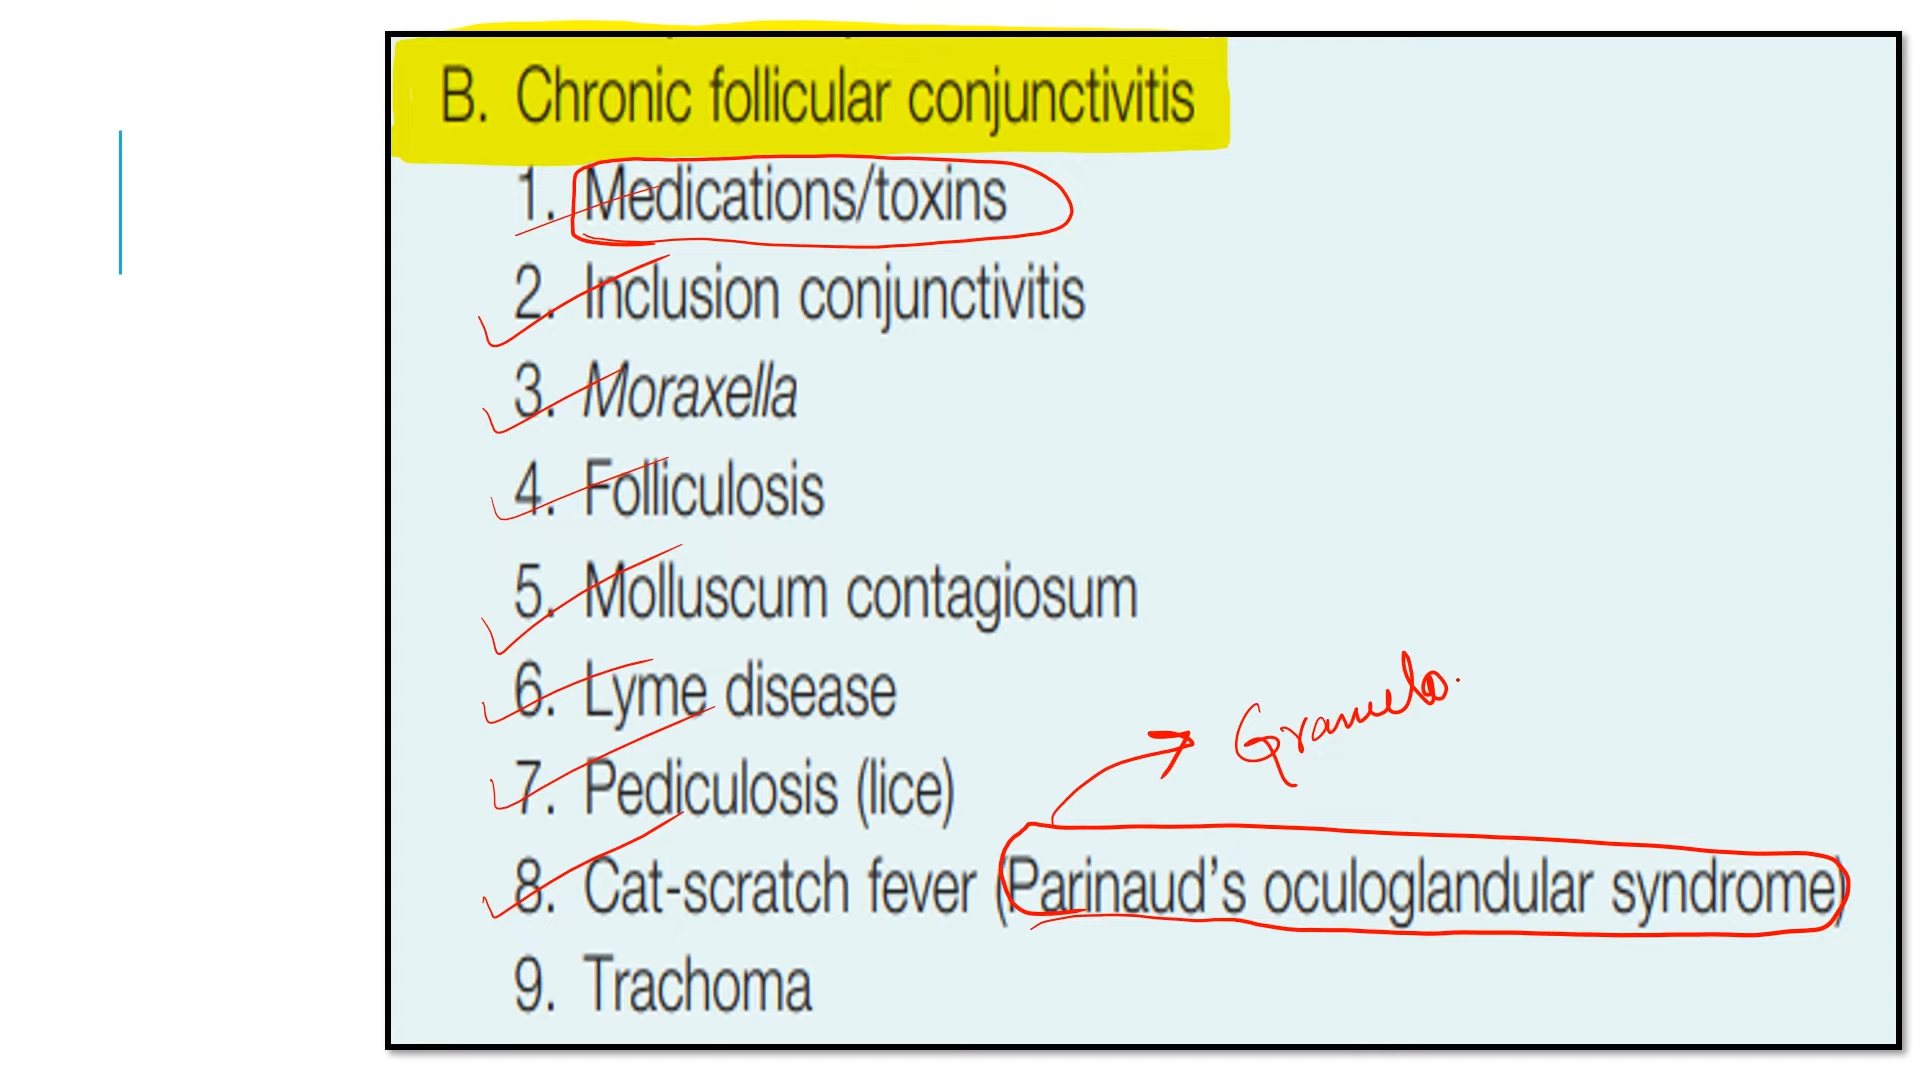 B. Chronic follicular conjunctivitis
1. Medications/toxins
2. Inclusion conjunctivitis
3. Moraxella
4. Folliculosis
5. Molluscum contagiosum
6. Lyme disease
7. Pediculosis (lice)
8. Cat-scratch fever (Parinaud's oculoglandular syndrome)
9. Trachoma